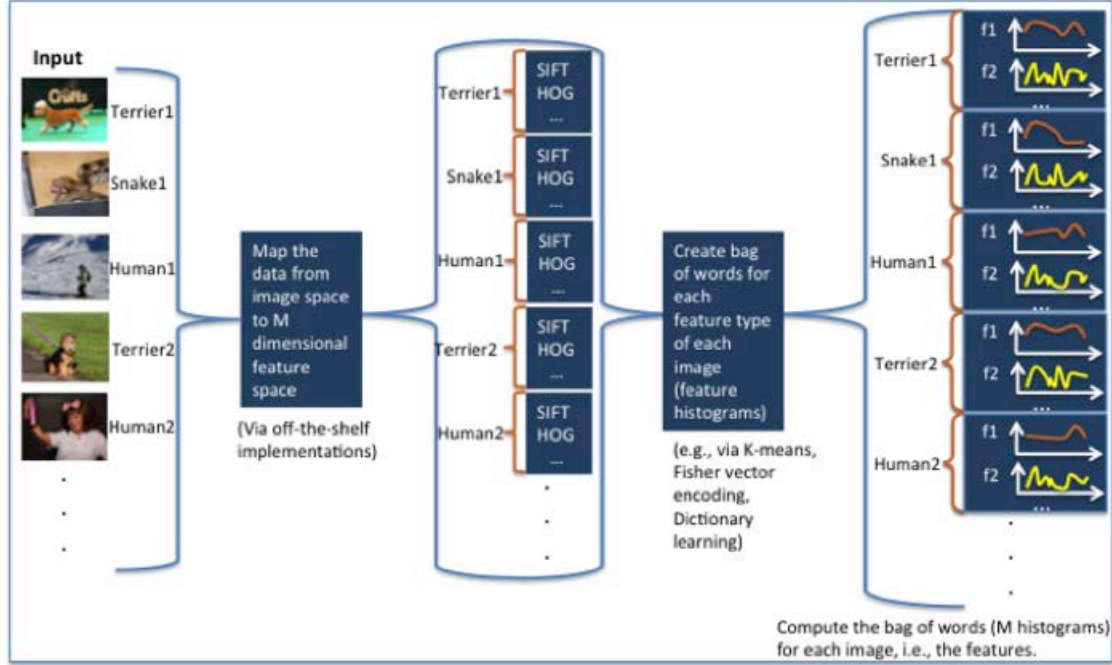 Input
Crufts
Terrier1
Snake1
Human1
Terrier2
Human2
.
.
.
Map the
data from
image space
to M
dimensional
feature
space
(Via off-the-shelf
implementations)
Terrier1
SIFT
HOG
...
Snake1
SIFT
HOG
...
Human1
SIFT
HOG
...
Terrier2
SIFT
HOG
...
Human2
SIFT
HOG
...
.
.
.
Create bag
of words for
each
feature type
of each
image
(feature
histograms)
(e.g., via K-means,
Fisher vector
encoding,
Dictionary
learning)
Terrier1
f1
f2
...
Snake1
f1
f2
...
Human1
f1
f2
...
Terrier2
f1
f2
Human2
f1
f2
...
.
.
.
Compute the bag of words (M histograms)
for each image, i.e., the features.